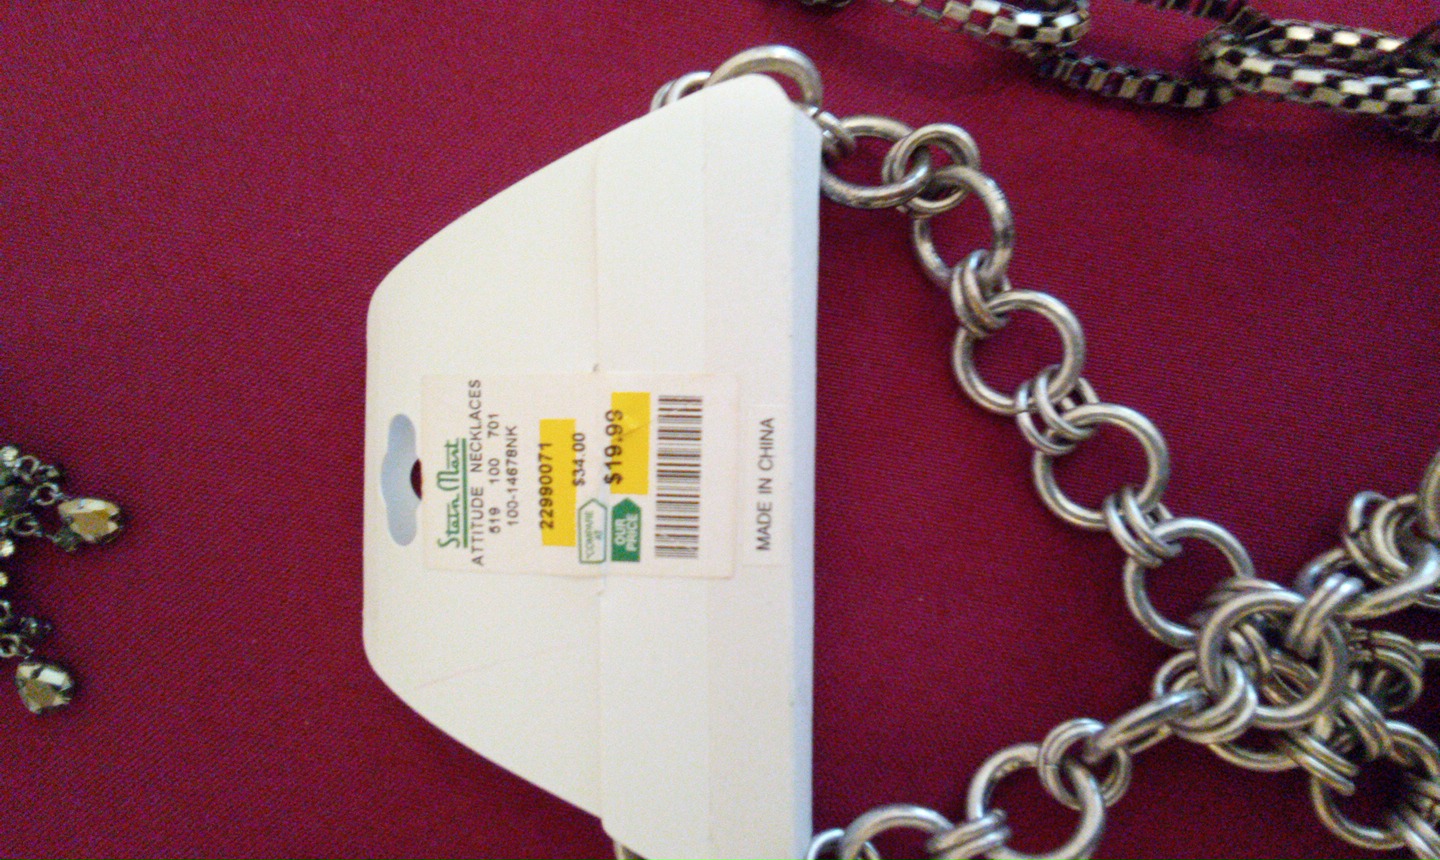 Stein Mart
ATTITUDE NECKLACES
519 100 701
100-14678NK
22990071
*COMPARE AT $34.00
OUR PRICE $19.99
MADE IN CHINA